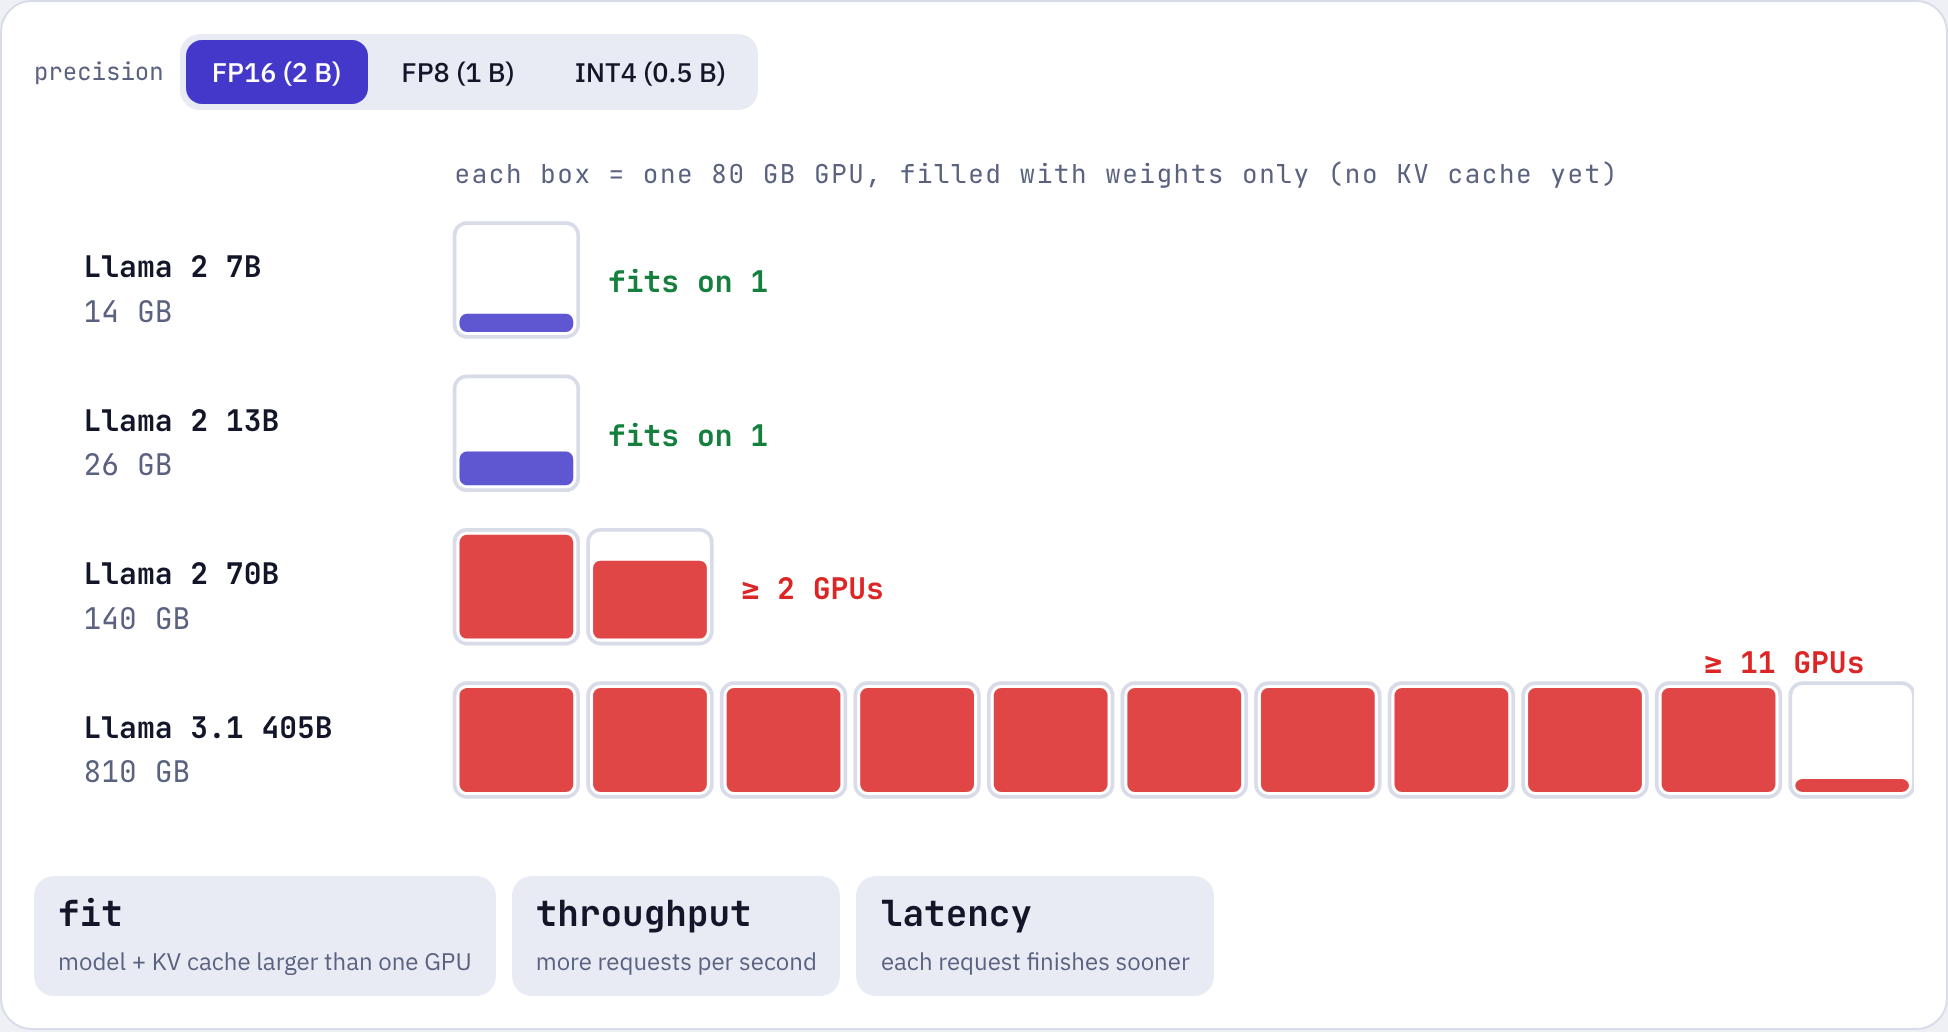 precision FP16 (2 B) FP8 (1 B) INT4 (0.5 B)
each box = one 80 GB GPU, filled with weights only (no KV cache yet)
Llama 2 7B
14 GB
fits on 1
Llama 2 13B
26 GB
fits on 1
Llama 2 70B
140 GB
≥ 2 GPUs
≥ 11 GPUs
Llama 3.1 405B
810 GB
fit
model + KV cache larger than one GPU
throughput
more requests per second
latency
each request finishes sooner